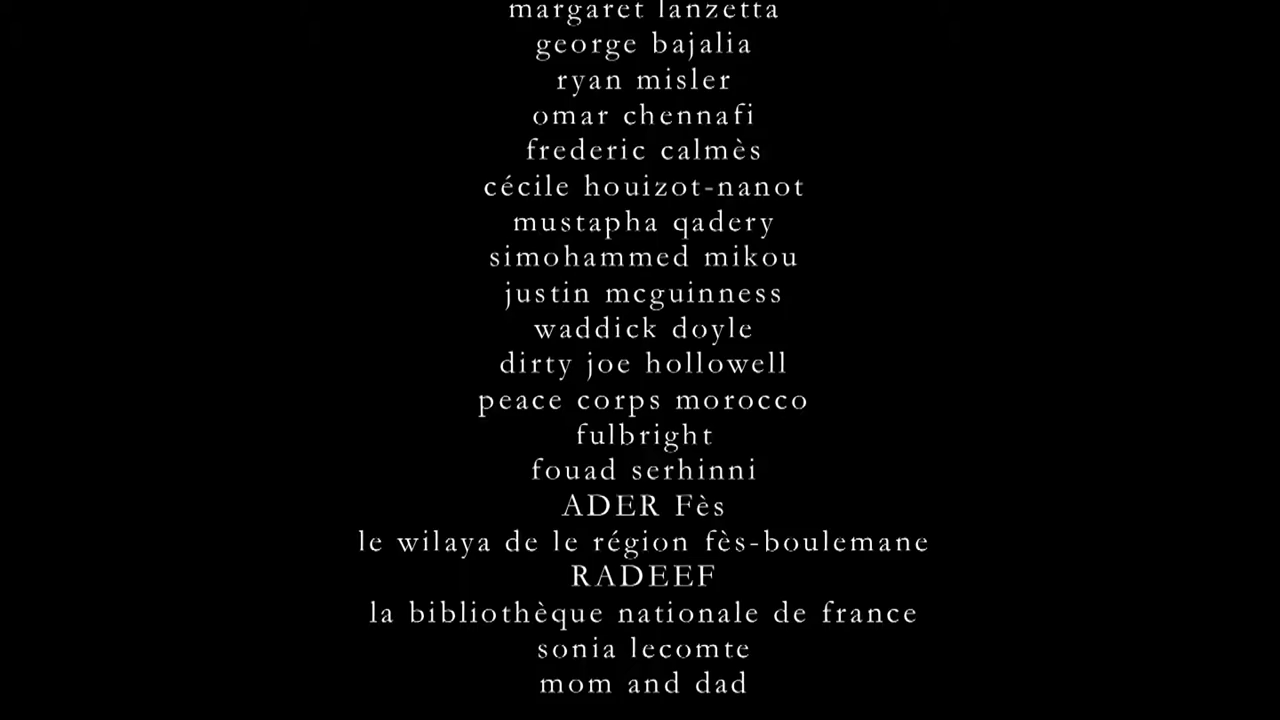 margaret lanzetta
george bajalia
ryan misler
omar chennafi
frederic calmès
cécile houizot-nanot
mustapha qadery
simohammed mikou
justin mcguinness
waddick doyle
dirty joe hollowell
peace corps morocco
fulbright
fouad serhinni
ADER Fès
le wilaya de le région fès-boulemane
RADEEF
la bibliothèque nationale de france
sonia lecomte
mom and dad